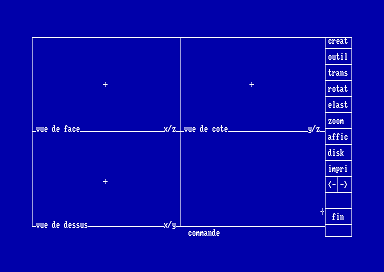 creat
outil
trans
rotat
elast
zoom
affic
disk
impri
<- ->
fin
vue de face x/z
vue de cote y/z
vue de dessus x/y
commande